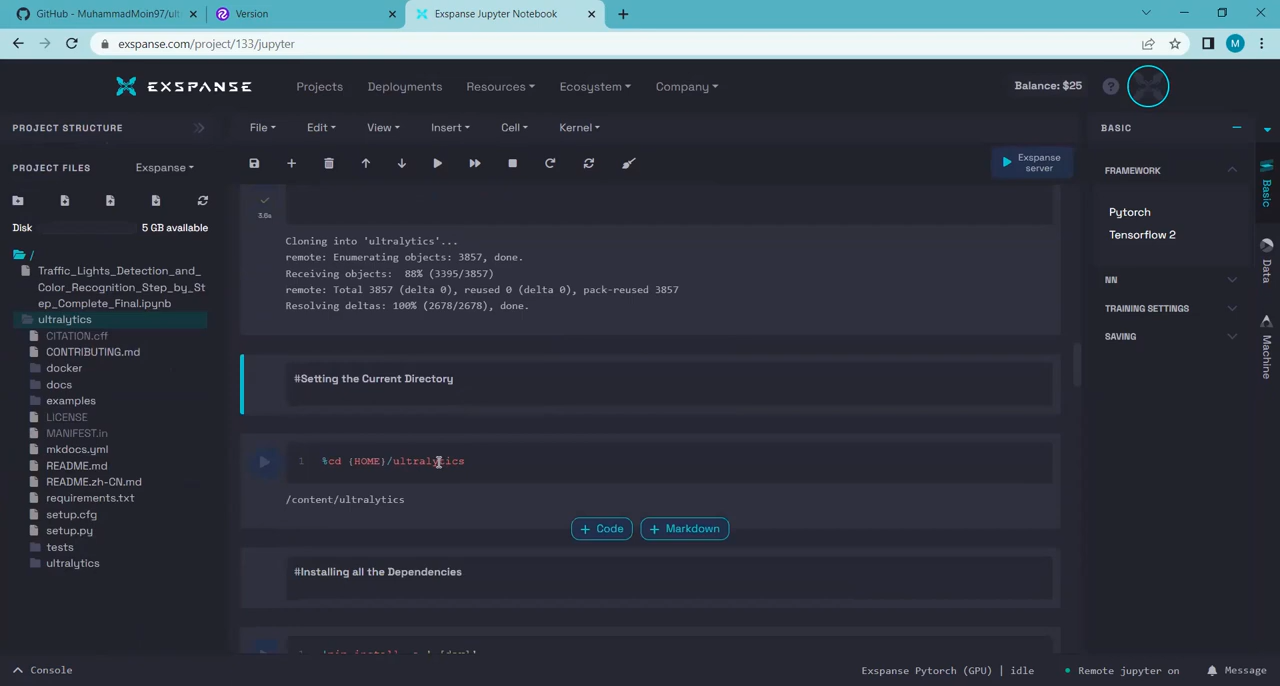 GitHub - MuhammadMoin97/ult
Version
Exspanse Jupyter Notebook
exspanse.com/project/133/jupyter
M
EXSPANSE
Projects
Deployments
Resources
Ecosystem
Company
Balance: $25
?
PROJECT STRUCTURE
File
Edit
View
Insert
Cell
Kernel
BASIC
PROJECT FILES
Exspanse
Exspanse
server
FRAMEWORK
Basic
Disk
5 GB available
3.6s
Pytorch
Tensorflow 2
/
Traffic_Lights_Detection_and_
Color_Recognition_Step_by_St
ep_Complete_Final.ipynb
ultralytics
CITATION.cff
CONTRIBUTING.md
docker
docs
examples
LICENSE
MANIFEST.in
mkdocs.yml
README.md
README.zh-CN.md
requirements.txt
setup.cfg
setup.py
tests
ultralytics
Cloning into 'ultralytics'...
remote: Enumerating objects: 3857, done.
Receiving objects: 88% (3395/3857)
remote: Total 3857 (delta 0), reused 0 (delta 0), pack-reused 3857
Resolving deltas: 100% (2678/2678), done.
#Setting the Current Directory
1 %cd {HOME}/ultralytics
/content/ultralytics
+ Code
+ Markdown
#Installing all the Dependencies
NN
TRAINING SETTINGS
SAVING
Data
Machine
Console
Exspanse Pytorch (GPU) | idle
Remote jupyter on
Message